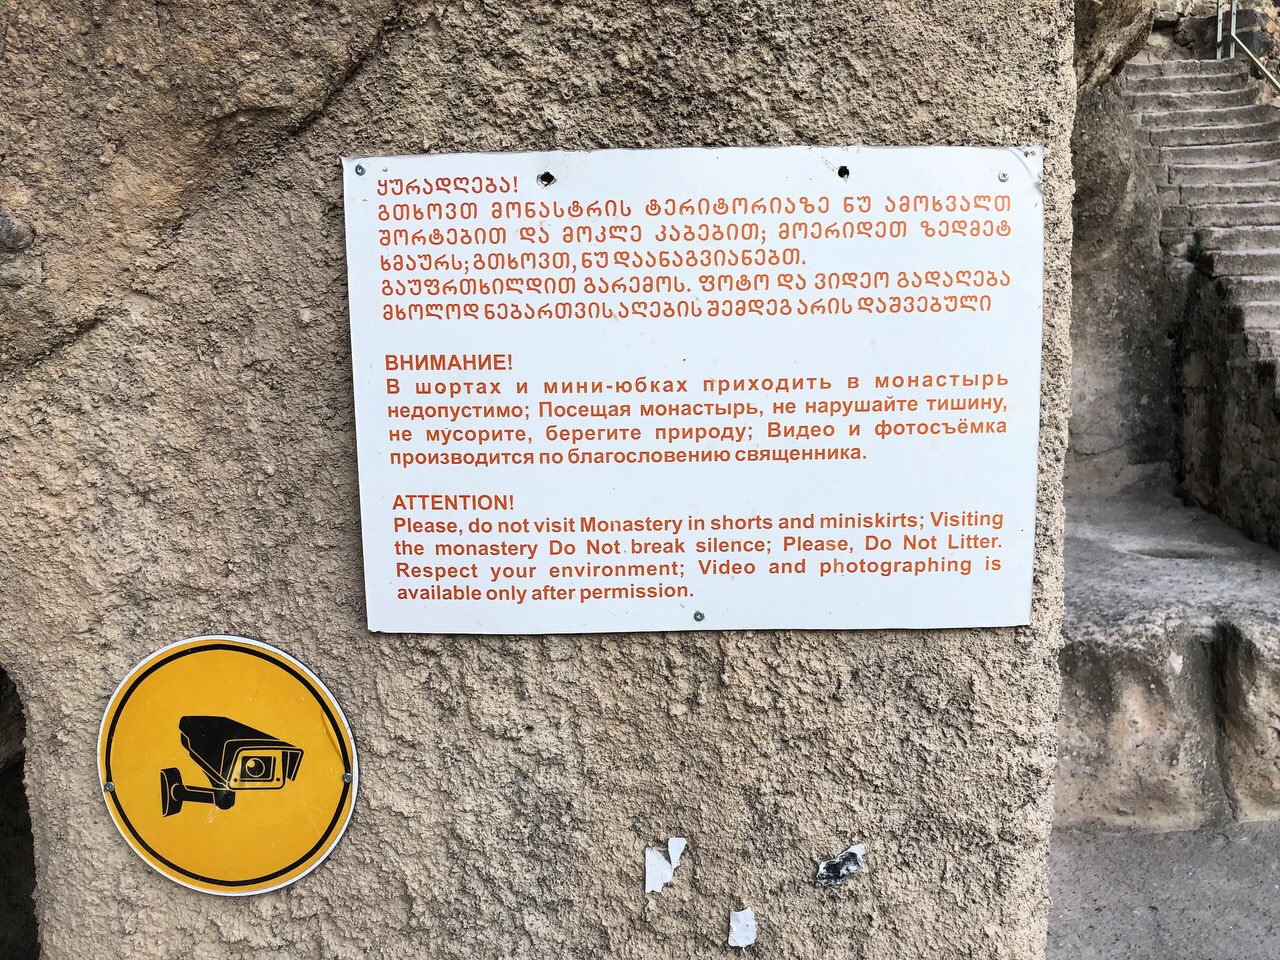 ყურადღება!
გთხოვთ მონასტრის ტერიტორიაზე ნუ ამოხვალთ
შორტებით და მოკლე კაბებით; მოერიდეთ ზედმეტ
ხმაურს; გთხოვთ, ნუ დაანაგვიანებთ.
გაუფრთხილდით გარემოს. ფოტო და ვიდეო გადაღება
მხოლოდ ნებართვის აღების შემდეგ არის დაშვებული
ВНИМАНИЕ!
В шортах и мини-юбках приходить в монастырь
недопустимо; Посещая монастырь, не нарушайте тишину,
не мусорите, берегите природу; Видео и фотосъёмка
производится по благословению священника.
ATTENTION!
Please, do not visit Monastery in shorts and miniskirts; Visiting
the monastery Do Not break silence; Please, Do Not Litter.
Respect your environment; Video and photographing is
available only after permission.